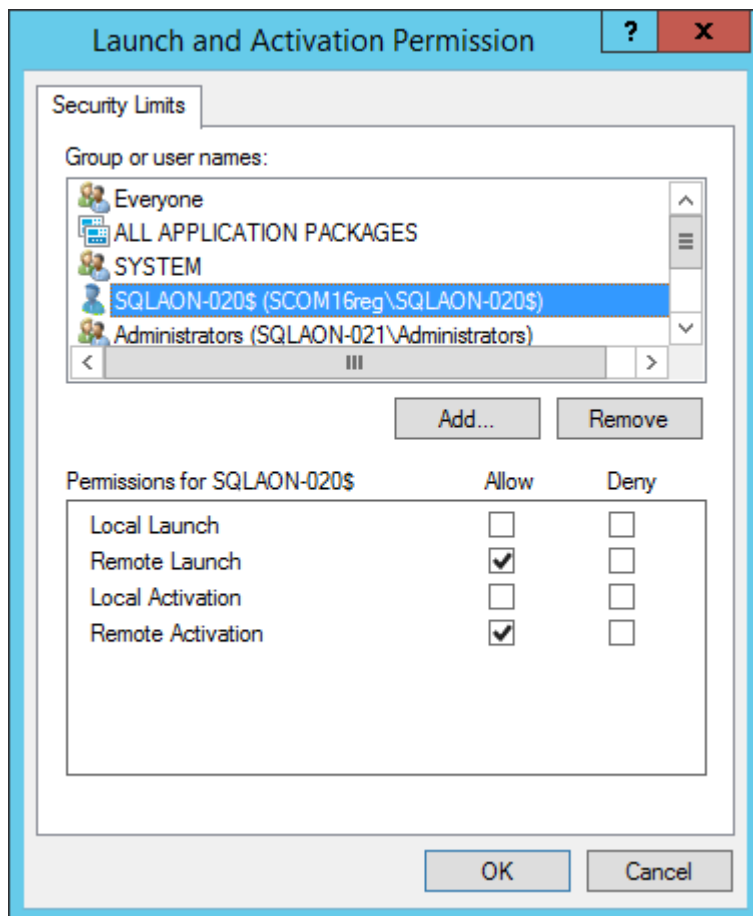 Launch and Activation Permission ? x
Security Limits
Group or user names:
Everyone
ALL APPLICATION PACKAGES
SYSTEM
SQLAON-020$ (SCOM16reg\SQLAON-020$)
Administrators (SQLAON-021\Administrators)
Add... Remove
Permissions for SQLAON-020$ Allow Deny
Local Launch
Remote Launch
Local Activation
Remote Activation
OK Cancel